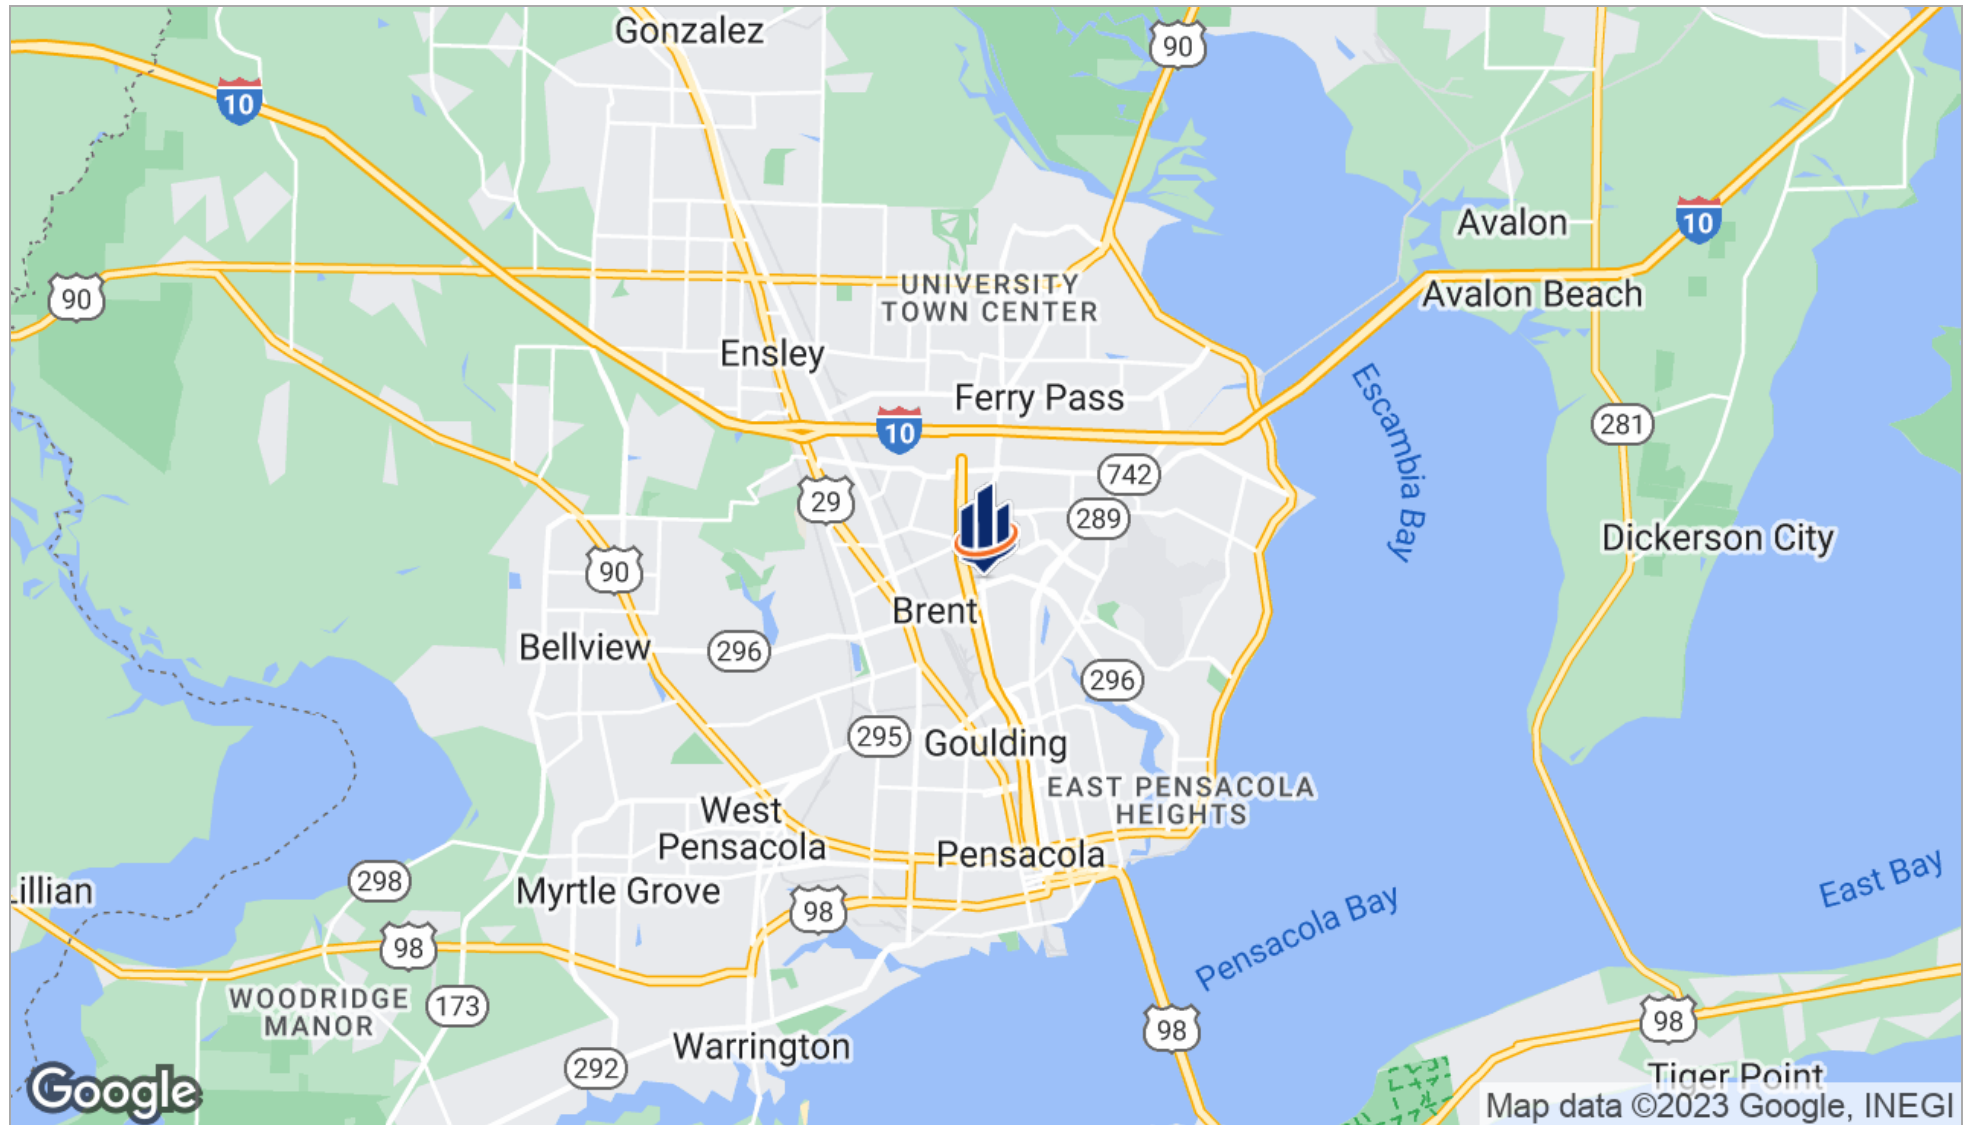 Gonzalez
90
10
10
Avalon
90
UNIVERSITY
TOWN CENTER
Avalon Beach
Ensley
Ferry Pass
10
281
Escambia Bay
742
29
289
Dickerson City
90
Brent
Bellview
296
296
295
Goulding
EAST PENSACOLA
HEIGHTS
West
Pensacola
Pensacola
298
illian
Myrtle Grove
98
East Bay
Pensacola Bay
98
WOODRIDGE
MANOR
173
98
98
Warrington
292
Tiger Point
Google
Map data ©2023 Google, INEGI